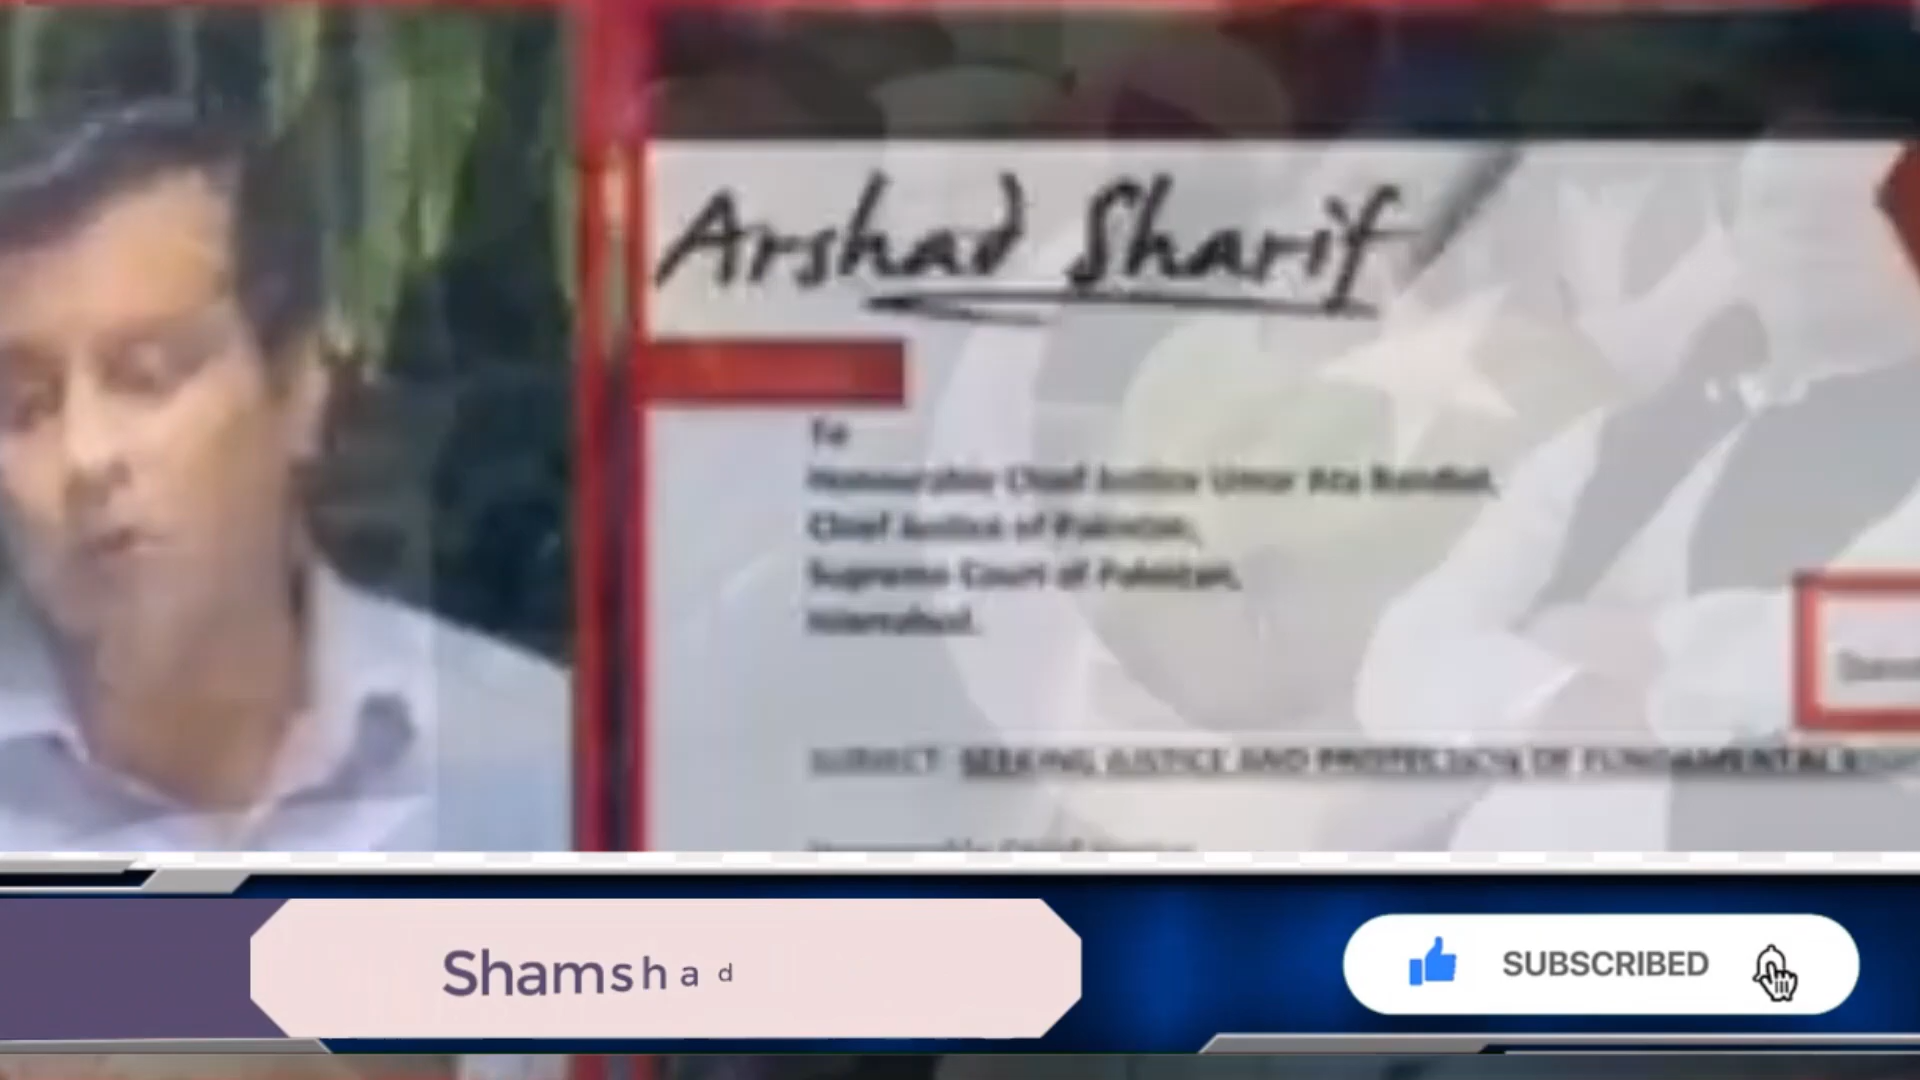 Arshad Sharif
To
Honourable Chief Justice Umar Ata Bandial,
Chief Justice of Pakistan,
Supreme Court of Pakistan,
Islamabad.
SUBJECT: SEEKING JUSTICE AND PROTECTION OF FUNDAMENTAL
Shamshad
SUBSCRIBED